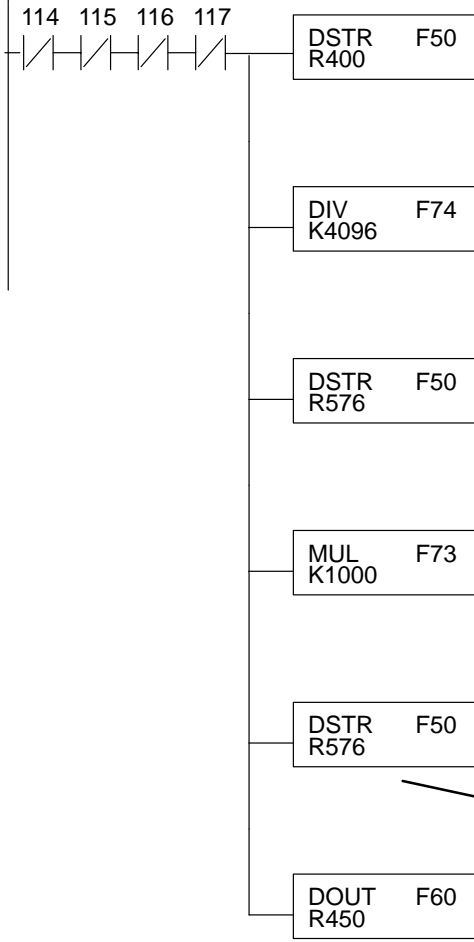 114 115 116 117
DSTR F50
R400
DIV F74
K4096
DSTR F50
R576
MUL F73
K1000
DSTR F50
R576
DOUT F60
R450